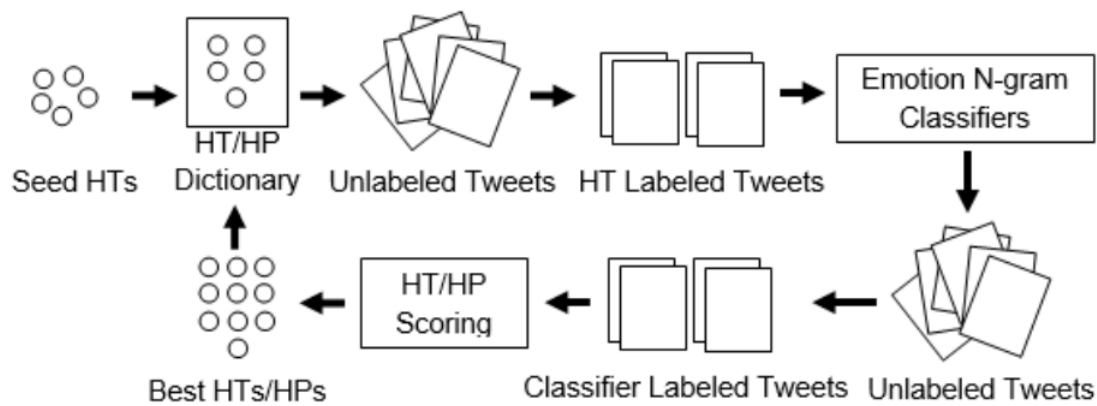 Seed HTs
HT/HP
Dictionary
Unlabeled Tweets
HT Labeled Tweets
Emotion N-gram
Classifiers
Best HTs/HPs
HT/HP
Scoring
Classifier Labeled Tweets
Unlabeled Tweets